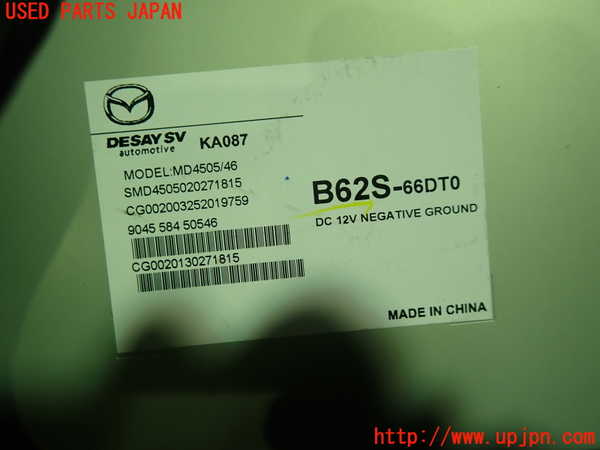 USED PARTS JAPAN
DESAY SV KA087
automotive
MODEL:MD4505/46
SMD4505020271815
CG002003252019759
9045 584 50546
CG0020130271815
B62S-66DT0
DC 12V NEGATIVE GROUND
MADE IN CHINA
http://www.upjpn.com/